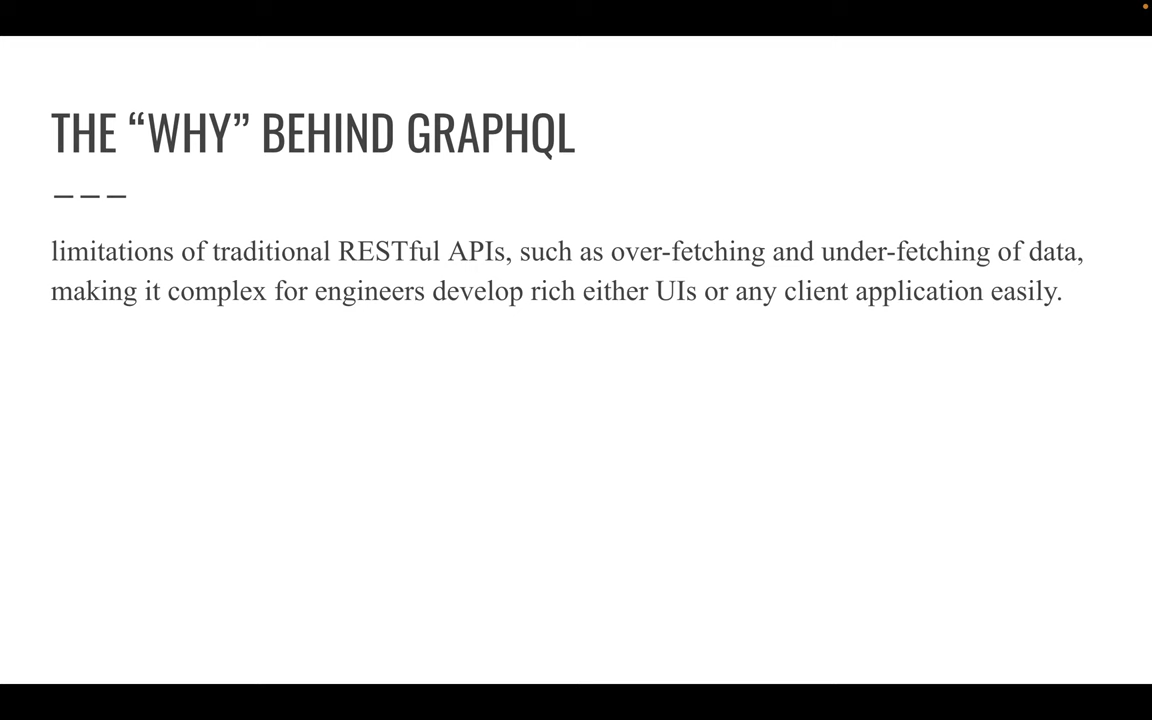 THE “WHY” BEHIND GRAPHQL
limitations of traditional RESTful APIs, such as over-fetching and under-fetching of data,
making it complex for engineers develop rich either UIs or any client application easily.